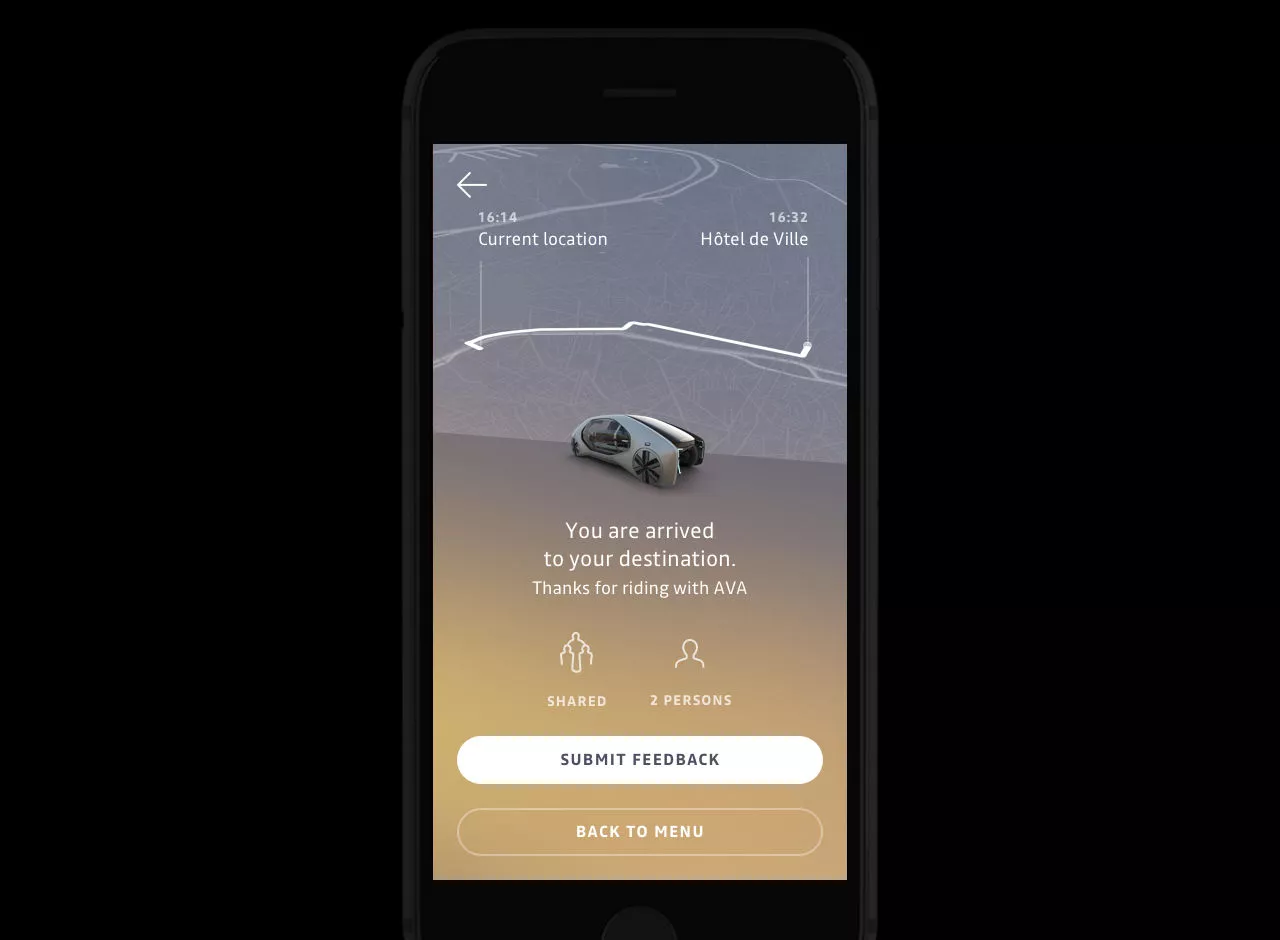 16:14
16:32
Current location
Hôtel de Ville
You are arrived
to your destination.
Thanks for riding with AVA
SHARED
2 PERSONS
SUBMIT FEEDBACK
BACK TO MENU